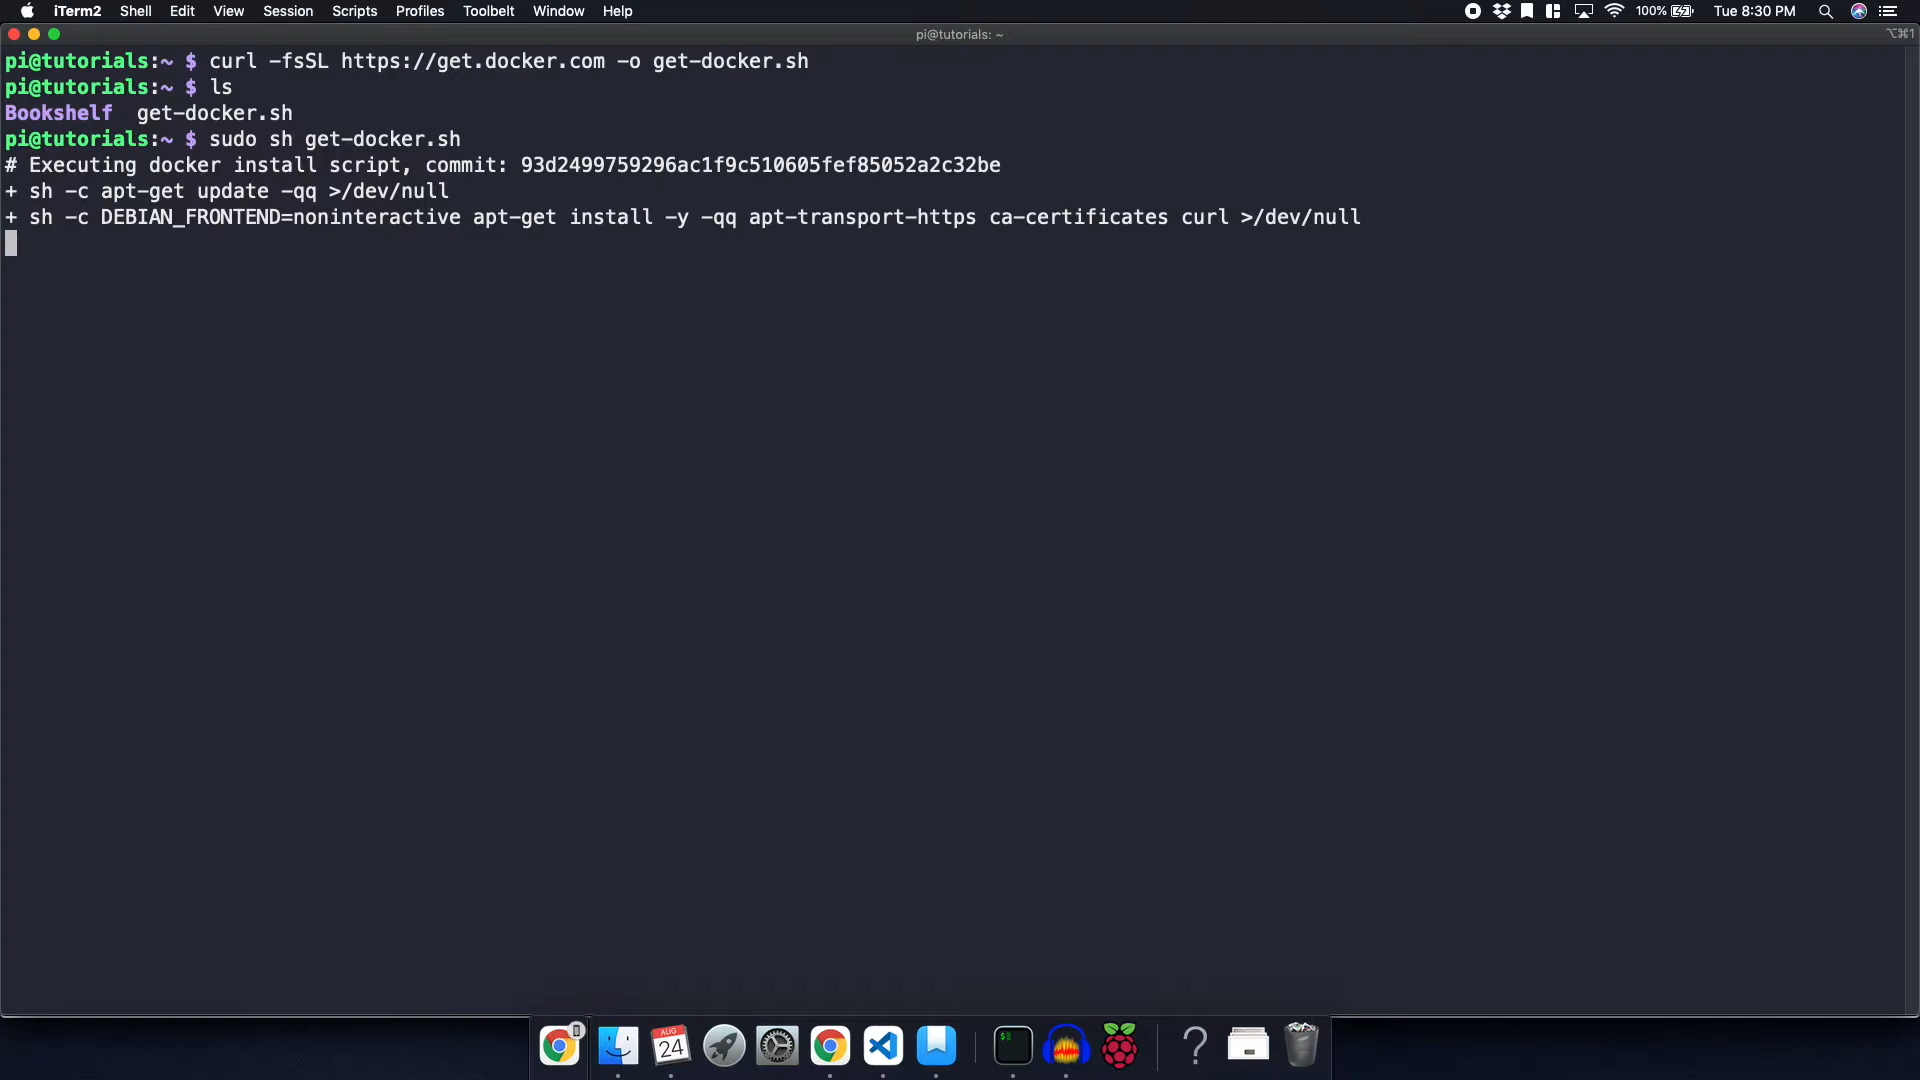 iTerm2 Shell Edit View Session Scripts Profiles Toolbelt Window Help 100% Tue 8:30 PM
pi@tutorials: ~ ⌥⌘1
pi@tutorials:~ $ curl -fsSL https://get.docker.com -o get-docker.sh
pi@tutorials:~ $ ls
Bookshelf  get-docker.sh
pi@tutorials:~ $ sudo sh get-docker.sh
# Executing docker install script, commit: 93d2499759296ac1f9c510605fef85052a2c32be
+ sh -c apt-get update -qq >/dev/null
+ sh -c DEBIAN_FRONTEND=noninteractive apt-get install -y -qq apt-transport-https ca-certificates curl >/dev/null
AUG
24
$
?